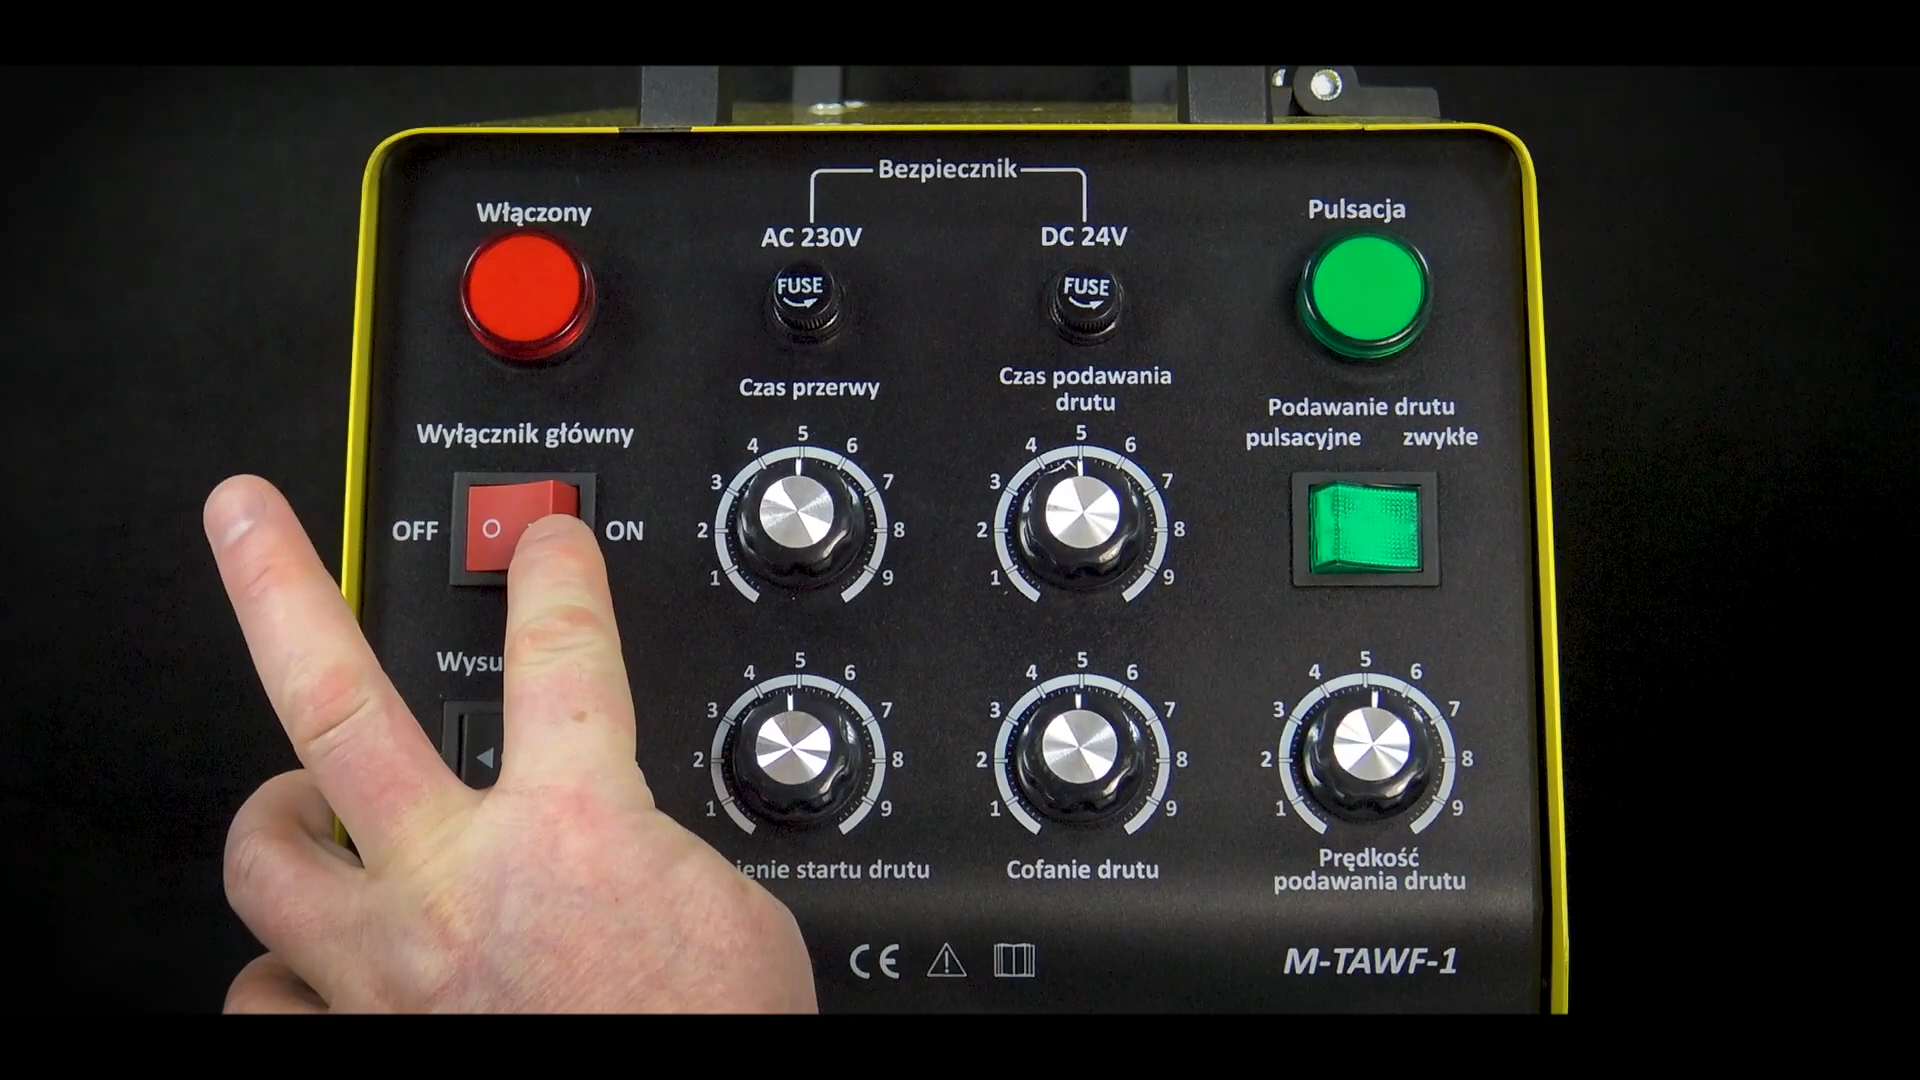 Bezpiecznik
Włączony
AC 230V
DC 24V
Pulsacja
FUSE
FUSE
Czas przerwy
Czas podawania
drutu
Podawanie drutu
pulsacyjne zwykłe
Wyłącznik główny
OFF
O
ON
1 2 3 4 5 6 7 8 9
1 2 3 4 5 6 7 8 9
1 2 3 4 5 6 7 8 9
1 2 3 4 5 6 7 8 9
1 2 3 4 5 6 7 8 9
startu drutu
Cofanie drutu
Prędkość
podawania drutu
CE
M-TAWF-1